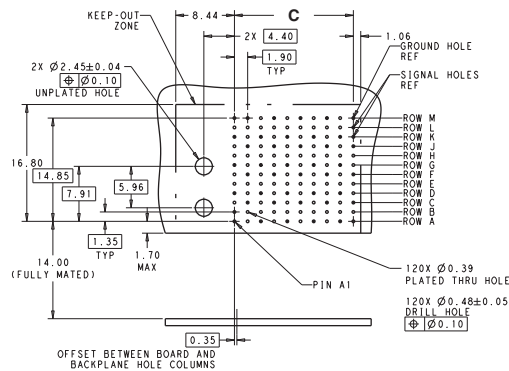 KEEP-OUT
ZONE
8.44
C
2X 4.40
1.06
1.90
TYP
GROUND HOLE
REF
SIGNAL HOLES
REF
2X Ø2.45±0.04
⌖ Ø0.10
UNPLATED HOLE
ROW M
ROW L
ROW K
ROW J
ROW H
ROW G
ROW F
ROW E
ROW D
ROW C
ROW B
ROW A
16.80
14.85
7.91
5.96
1.35
TYP
1.70
MAX
14.00
(FULLY MATED)
PIN A1
120X Ø0.39
PLATED THRU HOLE
120X Ø0.48±0.05
DRILL HOLE
⌖ Ø0.10
0.35
OFFSET BETWEEN BOARD AND
BACKPLANE HOLE COLUMNS